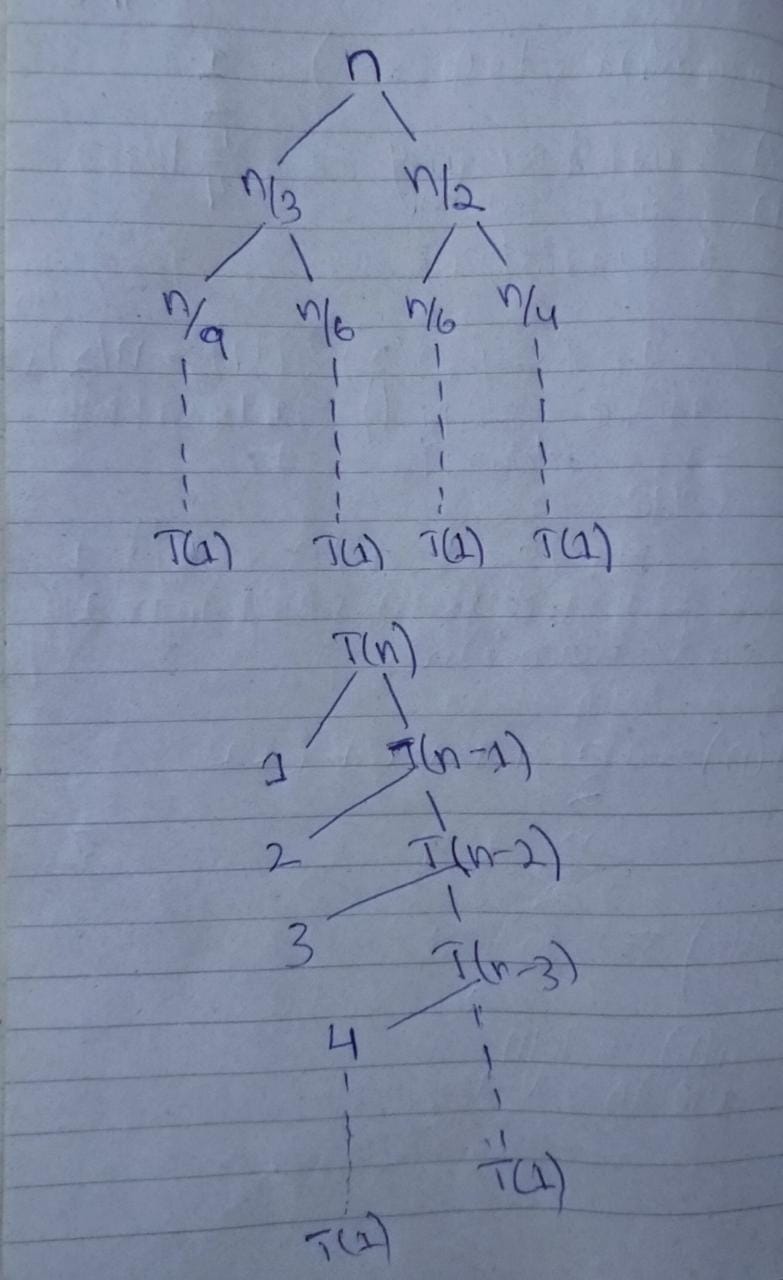 n
n/3 n/2
n/9 n/6 n/6 n/4
T(1) T(1) T(1) T(1)
T(n)
1 T(n-1)
2 T(n-2)
3 T(n-3)
4
T(1)
T(1)